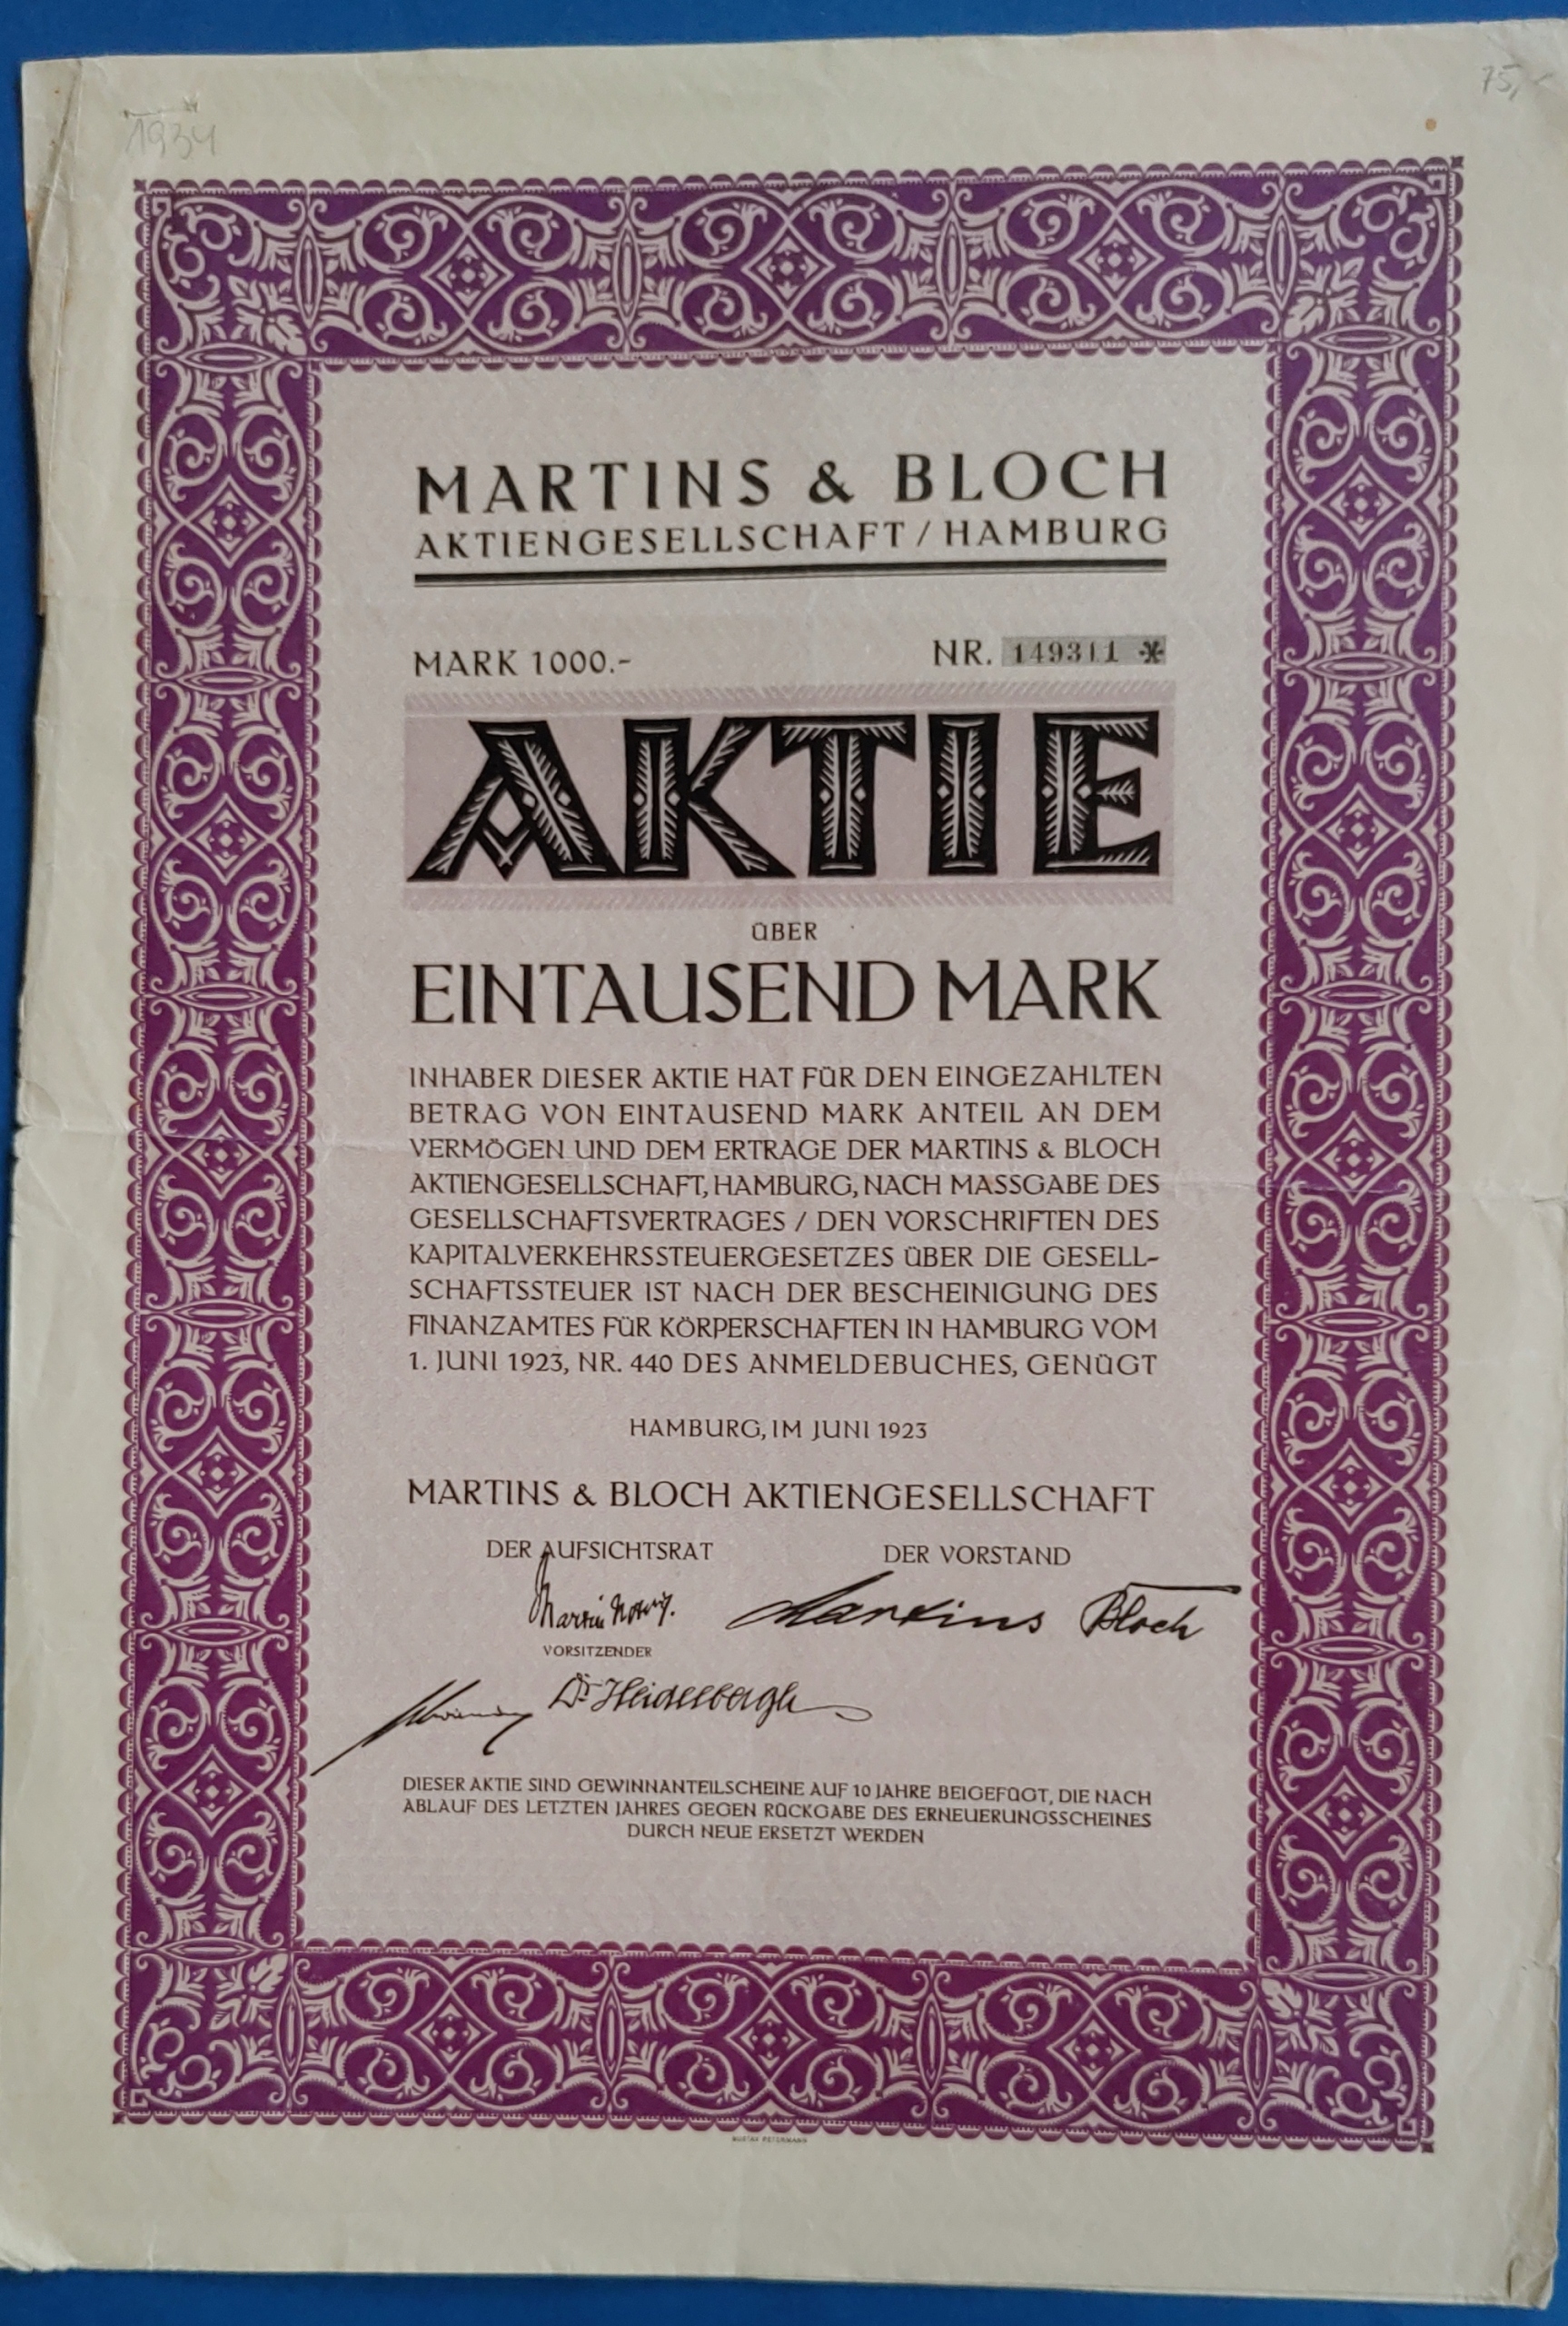 1934
75,-
MARTINS & BLOCH
AKTIENGESELLSCHAFT / HAMBURG
MARK 1000.- NR. 149311 *
AKTIE
ÜBER
EINTAUSEND MARK
INHABER DIESER AKTIE HAT FÜR DEN EINGEZAHLTEN
BETRAG VON EINTAUSEND MARK ANTEIL AN DEM
VERMÖGEN UND DEM ERTRAGE DER MARTINS & BLOCH
AKTIENGESELLSCHAFT, HAMBURG, NACH MASSGABE DES
GESELLSCHAFTSVERTRAGES / DEN VORSCHRIFTEN DES
KAPITALVERKEHRSSTEUERGESETZES ÜBER DIE GESELL-
SCHAFTSSTEUER IST NACH DER BESCHEINIGUNG DES
FINANZAMTES FÜR KÖRPERSCHAFTEN IN HAMBURG VOM
1. JUNI 1923, NR. 440 DES ANMELDEBUCHES, GENÜGT
HAMBURG, IM JUNI 1923
MARTINS & BLOCH AKTIENGESELLSCHAFT
DER AUFSICHTSRAT DER VORSTAND
Martin Martins Bloch
VORSITZENDER
Dr
DIESER AKTIE SIND GEWINNANTEILSCHEINE AUF 10 JAHRE BEIGEFÜGT, DIE NACH
ABLAUF DES LETZTEN JAHRES GEGEN RÜCKGABE DES ERNEUERUNGSSCHEINES
DURCH NEUE ERSETZT WERDEN
GUSTAV PETERMANN